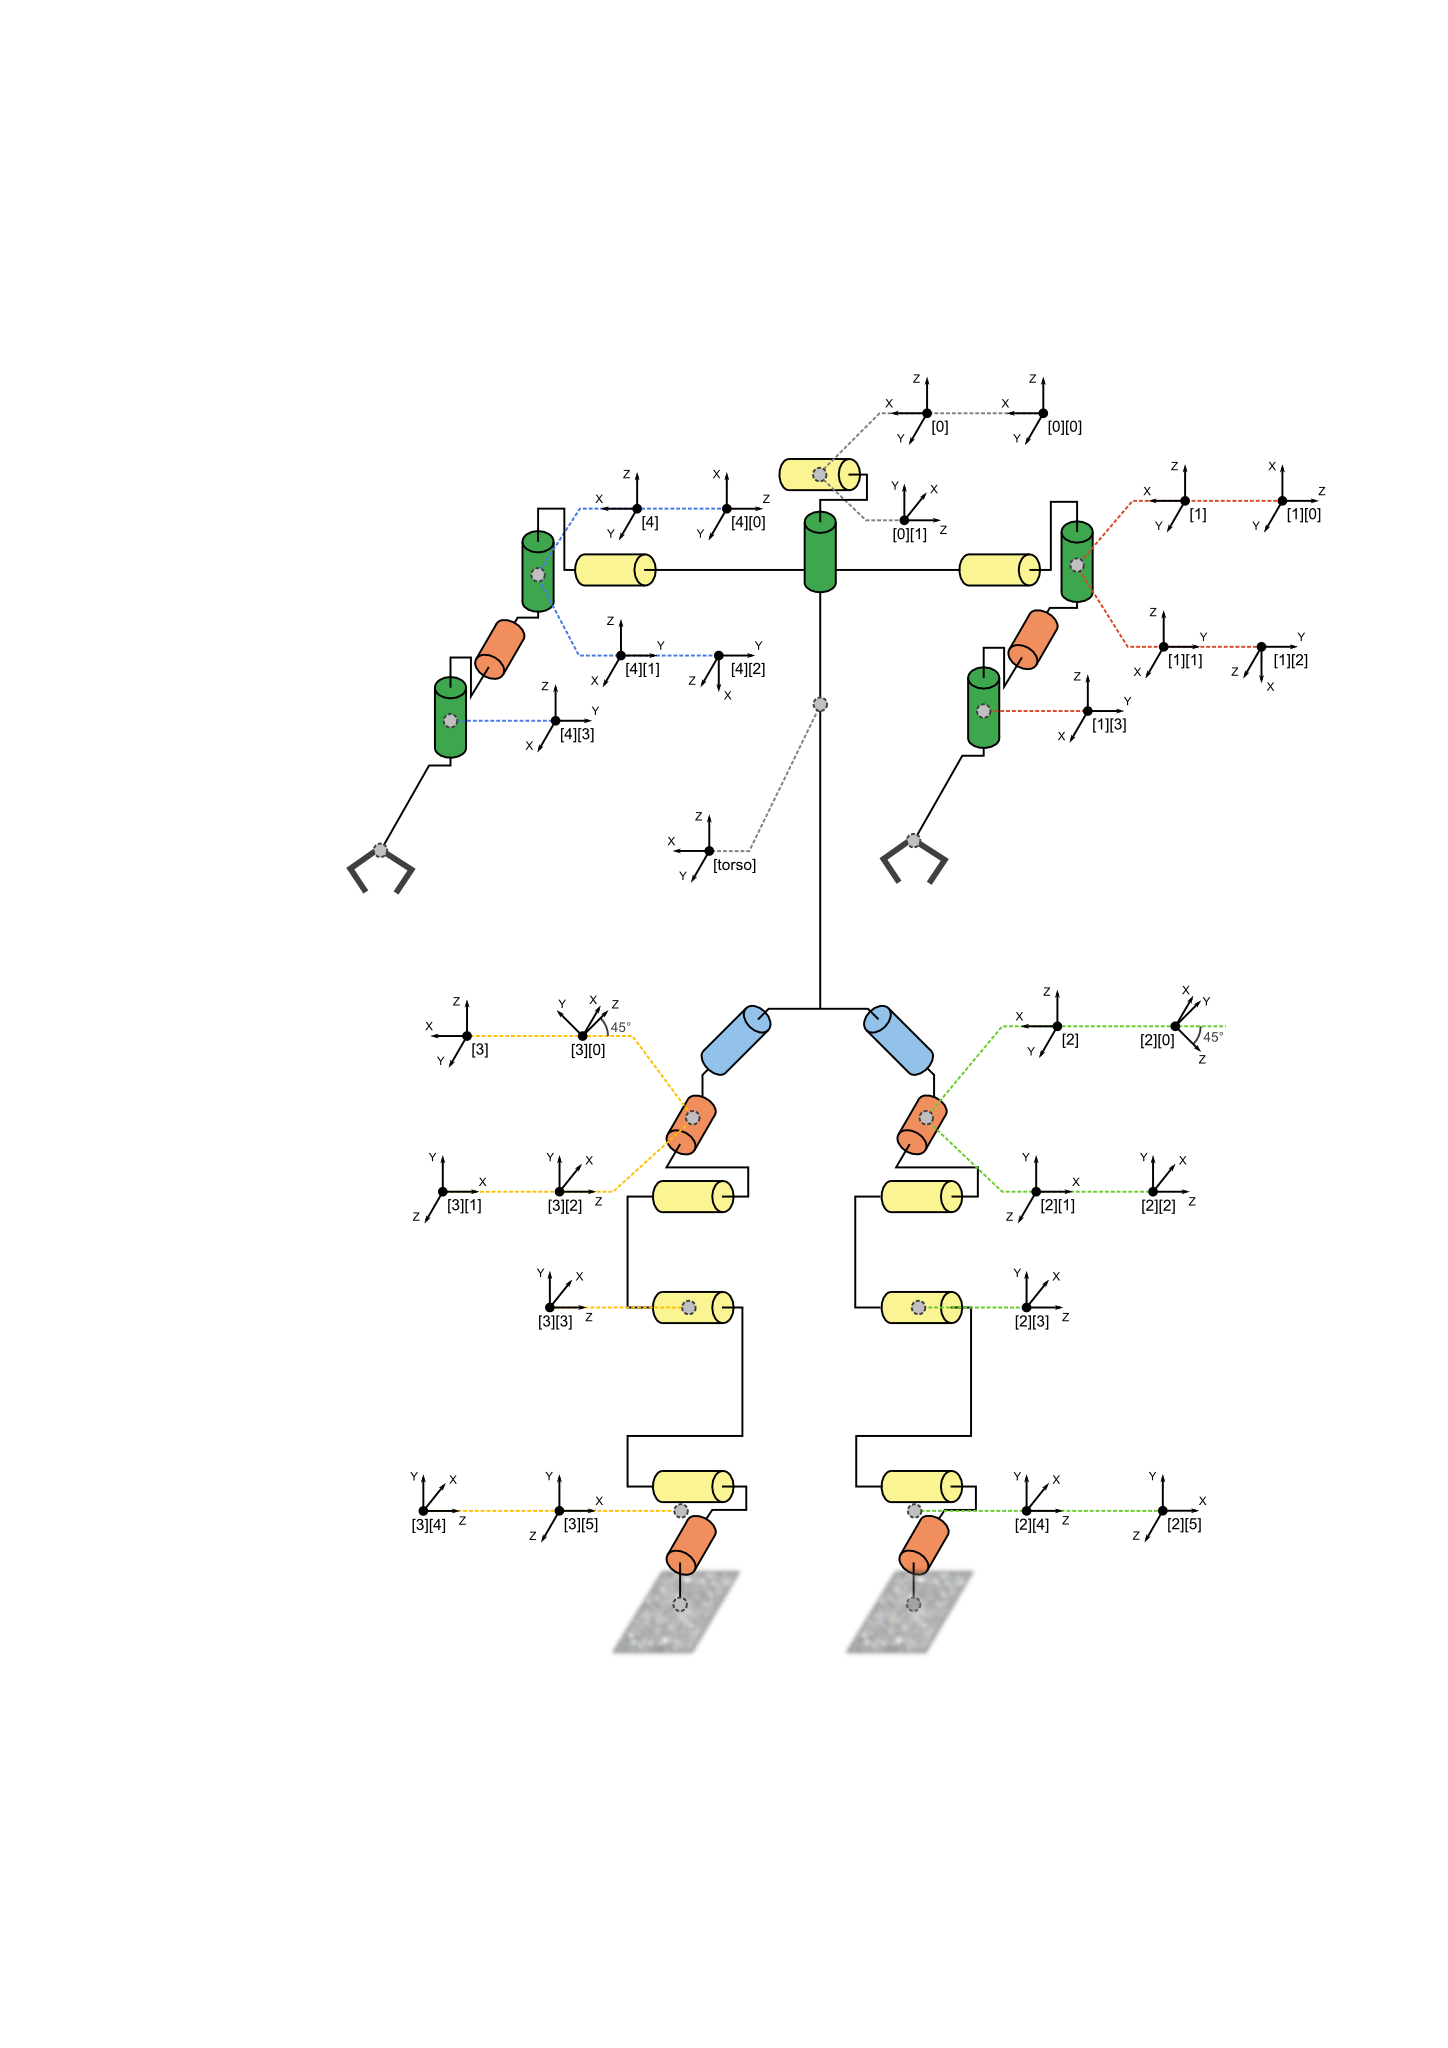 Z Z
X X
Y [0] Y [0][0]
Y X
[0][1] Z
Z X
X Z
Y [4] Y [4][0]
Z X
X Z
Y [1] Y [1][0]
Z Y Y
X [4][1] Z [4][2]
X
Z Y Y
X [1][1] Z [1][2]
X
Z Y
X [4][3]
Z Y
X [1][3]
Z
X
Y [torso]
Z Y X Z
X 45°
Y [3] [3][0]
Z X Y
X 45°
Y [2] [2][0] Z
Y X Y X
Z [3][1] [3][2] Z
Y X Y X
Z [2][1] [2][2] Z
Y X
[3][3] Z
Y X
[2][3] Z
Y X Y X
[3][4] Z Z [3][5]
Y X Y X
[2][4] Z Z [2][5]